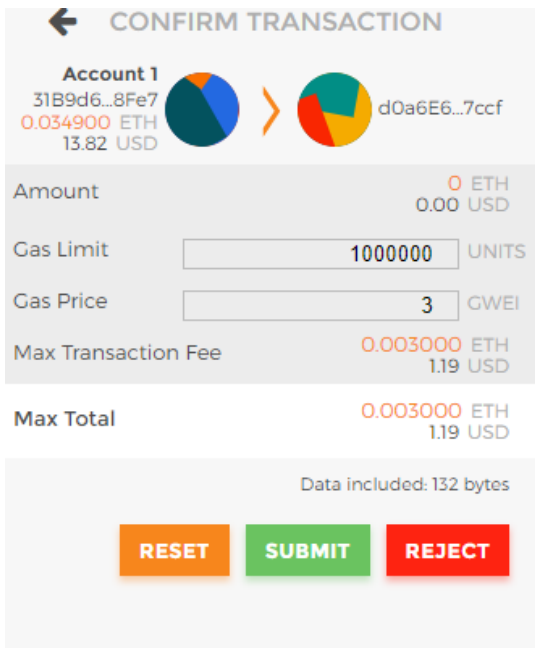 CONFIRM TRANSACTION
Account 1
31B9d6...8Fe7
0.034900 ETH
13.82 USD
d0a6E6...7ccf
Amount 0 ETH
0.00 USD
Gas Limit 1000000 UNITS
Gas Price 3 GWEI
Max Transaction Fee 0.003000 ETH
1.19 USD
Max Total 0.003000 ETH
1.19 USD
Data included: 132 bytes
RESET SUBMIT REJECT